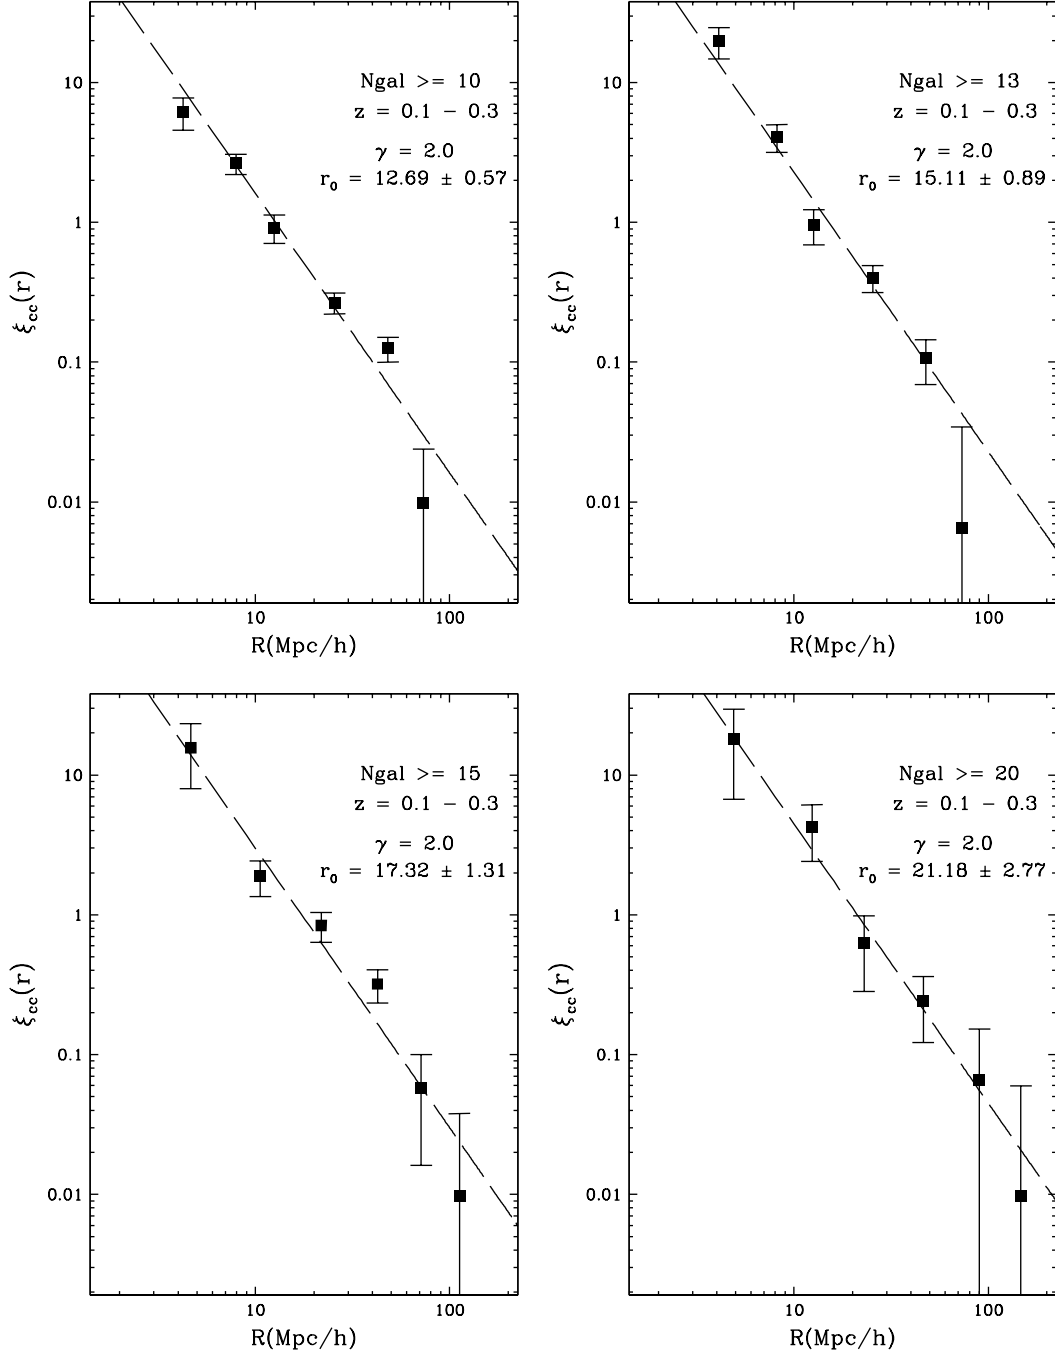 10
1
0.1
0.01
ξcc(r)
Ngal >= 10
z = 0.1 − 0.3
γ = 2.0
r0 = 12.69 ± 0.57
10
100
R(Mpc/h)
10
1
0.1
0.01
ξcc(r)
Ngal >= 13
z = 0.1 − 0.3
γ = 2.0
r0 = 15.11 ± 0.89
10
100
R(Mpc/h)
10
1
0.1
0.01
ξcc(r)
Ngal >= 15
z = 0.1 − 0.3
γ = 2.0
r0 = 17.32 ± 1.31
10
100
R(Mpc/h)
10
1
0.1
0.01
ξcc(r)
Ngal >= 20
z = 0.1 − 0.3
γ = 2.0
r0 = 21.18 ± 2.77
10
100
R(Mpc/h)